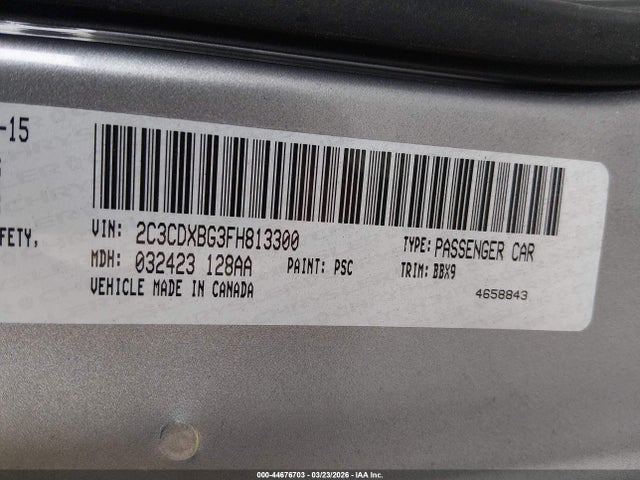 -15
FETY,
VIN: 2C3CDXBG3FH813300
TYPE: PASSENGER CAR
MDH: 032423 128AA
PAINT: PSC
TRIM: BBX9
VEHICLE MADE IN CANADA
4658843
000-44676703 - 03/23/2026 - IAA Inc.